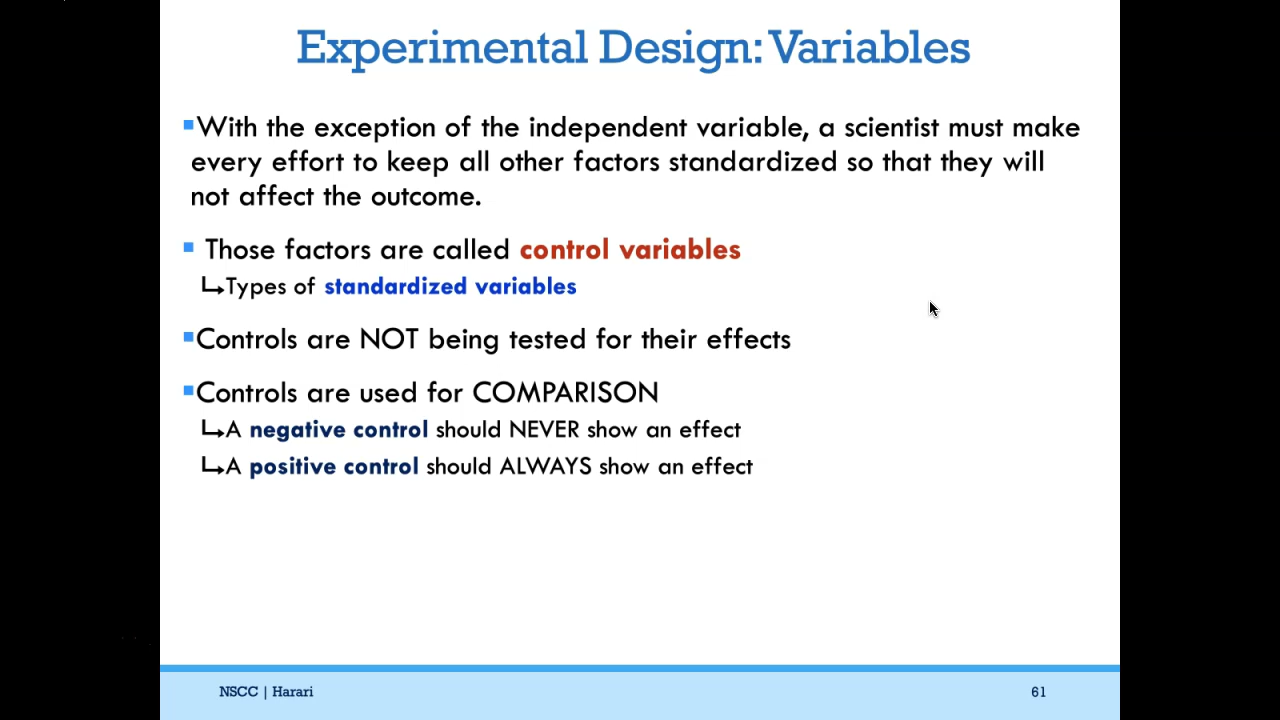 Experimental Design: Variables
With the exception of the independent variable, a scientist must make
every effort to keep all other factors standardized so that they will
not affect the outcome.
Those factors are called control variables
Types of standardized variables
Controls are NOT being tested for their effects
Controls are used for COMPARISON
A negative control should NEVER show an effect
A positive control should ALWAYS show an effect
NSCC | Harari
61